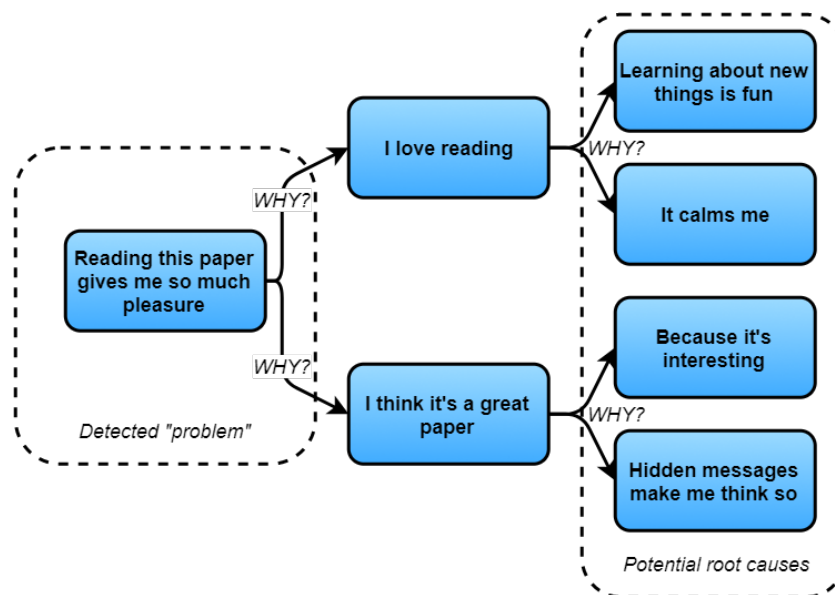 Learning about new
things is fun
I love reading
WHY?
It calms me
WHY?
Reading this paper
gives me so much
pleasure
WHY?
Detected "problem"
I think it's a great
paper
Because it's
interesting
WHY?
Hidden messages
make me think so
Potential root causes